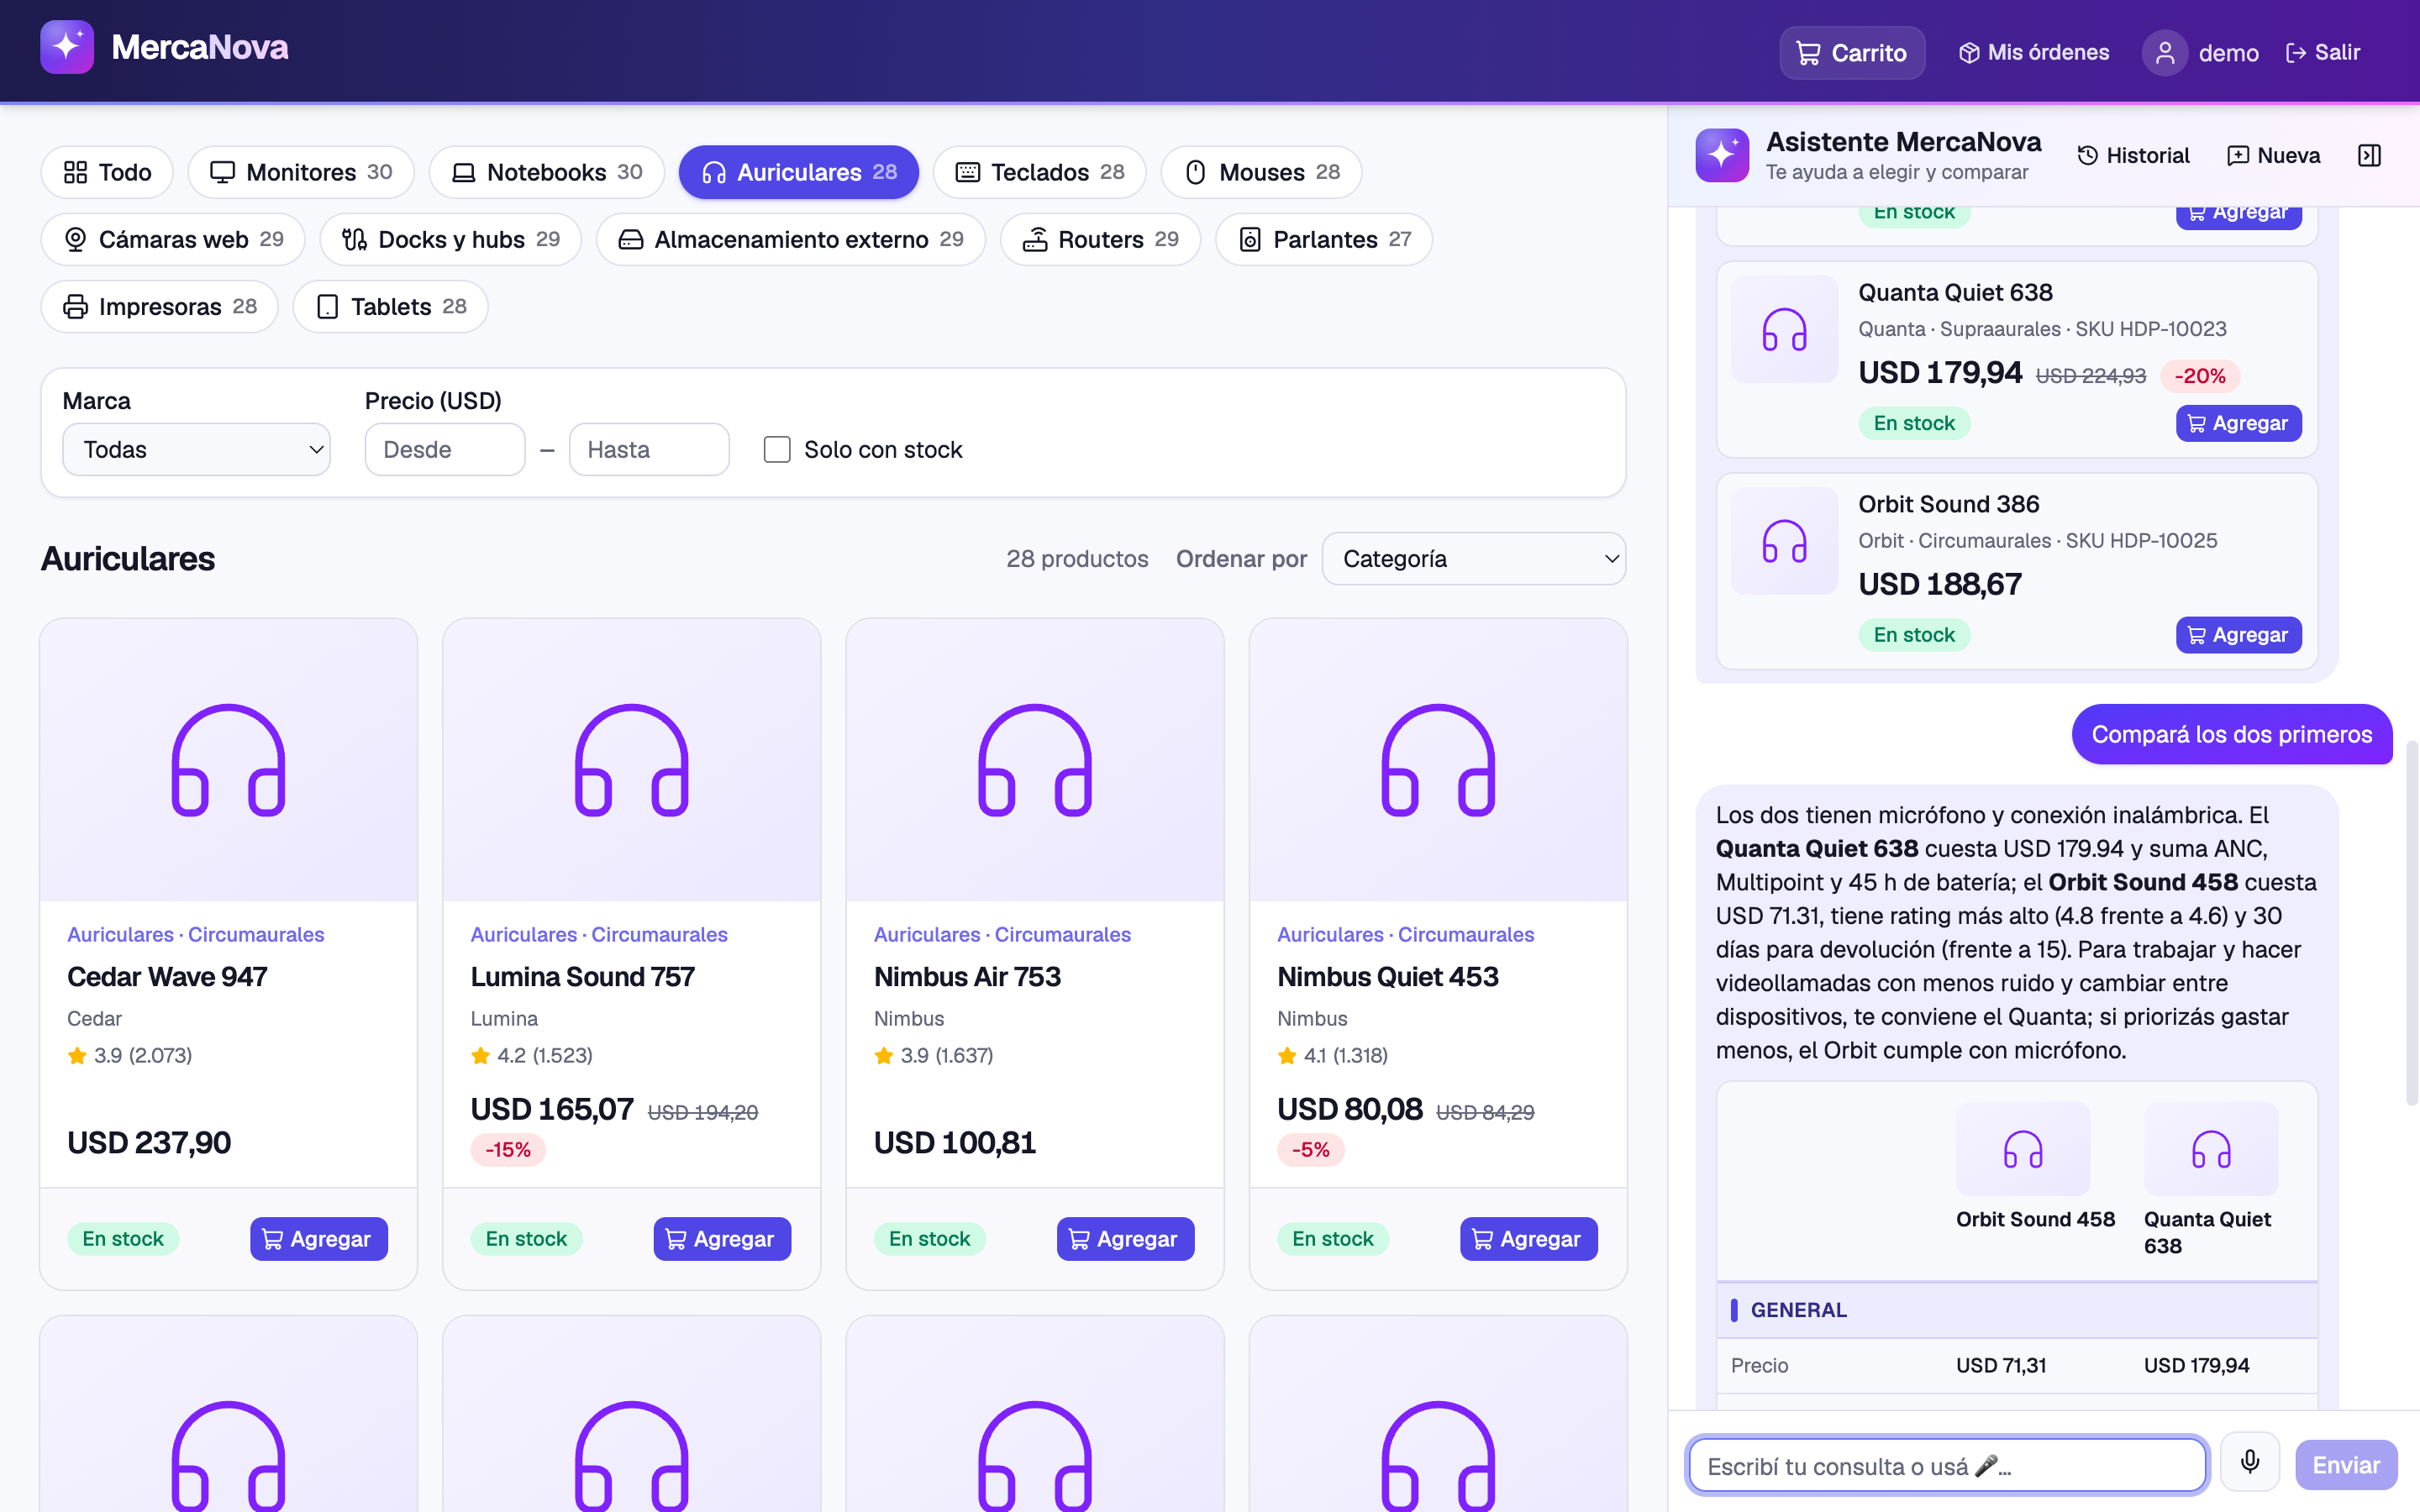 MercaNova
Carrito
Mis órdenes
demo
Salir
Todo
Monitores 30
Notebooks 30
Auriculares 28
Teclados 28
Mouses 28
Cámaras web 29
Docks y hubs 29
Almacenamiento externo 29
Routers 29
Parlantes 27
Impresoras 28
Tablets 28
Marca
Todas
Precio (USD)
Desde
–
Hasta
Solo con stock
Auriculares
28 productos
Ordenar por
Categoría
Auriculares · Circumaurales
Cedar Wave 947
Cedar
3.9 (2.073)
USD 237,90
En stock
Agregar
Auriculares · Circumaurales
Lumina Sound 757
Lumina
4.2 (1.523)
USD 165,07 USD 194,20
-15%
En stock
Agregar
Auriculares · Circumaurales
Nimbus Air 753
Nimbus
3.9 (1.637)
USD 100,81
En stock
Agregar
Auriculares · Circumaurales
Nimbus Quiet 453
Nimbus
4.1 (1.318)
USD 80,08 USD 84,29
-5%
En stock
Agregar
Asistente MercaNova
Te ayuda a elegir y comparar
Historial
Nueva
En stock
Agregar
Quanta Quiet 638
Quanta · Supraaurales · SKU HDP-10023
USD 179,94 USD 224,93 -20%
En stock
Agregar
Orbit Sound 386
Orbit · Circumaurales · SKU HDP-10025
USD 188,67
En stock
Agregar
Compará los dos primeros
Los dos tienen micrófono y conexión inalámbrica. El
Quanta Quiet 638 cuesta USD 179.94 y suma ANC,
Multipoint y 45 h de batería; el Orbit Sound 458 cuesta
USD 71.31, tiene rating más alto (4.8 frente a 4.6) y 30
días para devolución (frente a 15). Para trabajar y hacer
videollamadas con menos ruido y cambiar entre
dispositivos, te conviene el Quanta; si priorizás gastar
menos, el Orbit cumple con micrófono.
Orbit Sound 458
Quanta Quiet
638
GENERAL
Precio
USD 71,31
USD 179,94
Escribí tu consulta o usá 🎤...
Enviar